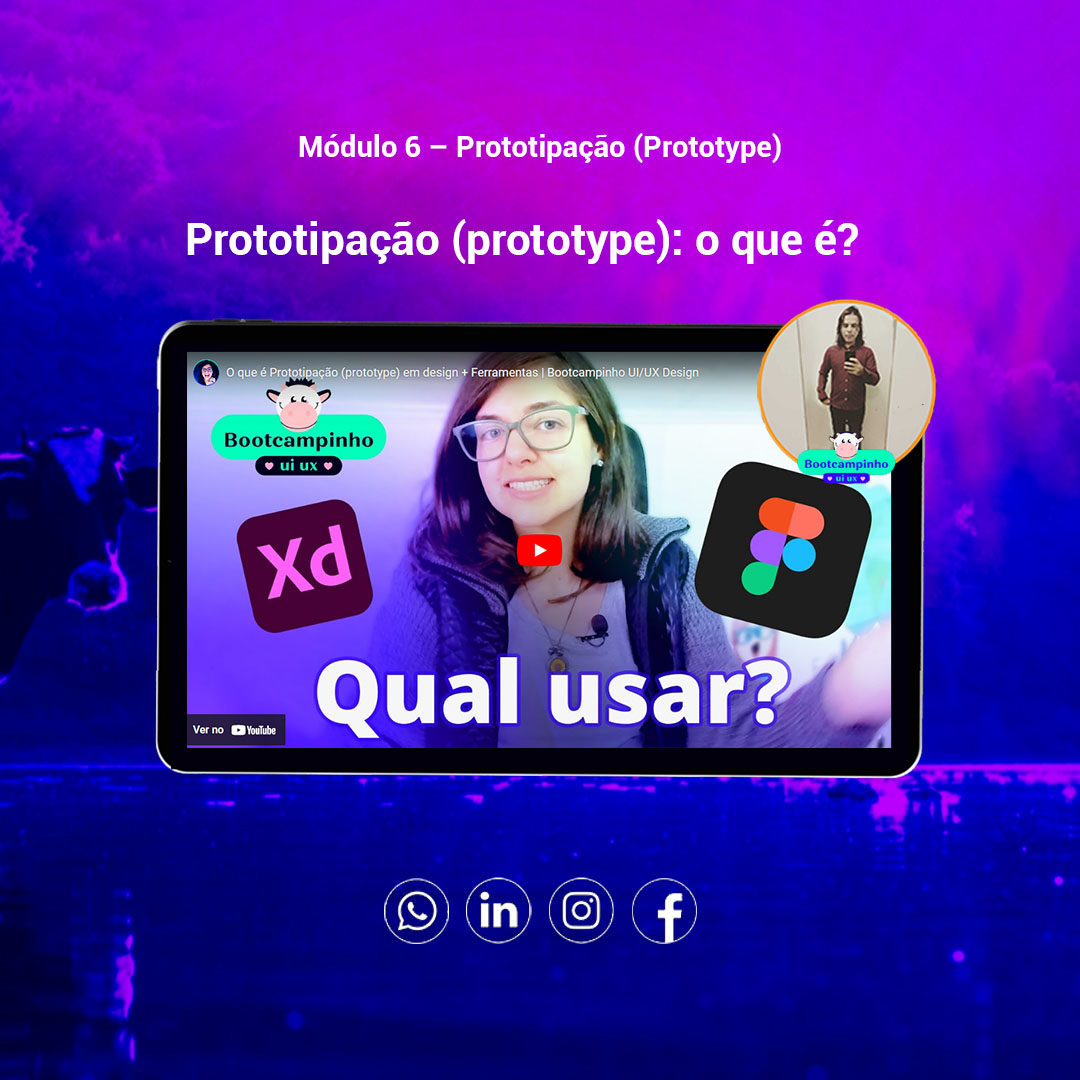 Módulo 6 – Prototipação (Prototype)
Prototipação (prototype): o que é?
O que é Prototipação (prototype) em design + Ferramentas | Bootcampinho UI/UX Design
Bootcampinho
ui ux
Bootcampinho
ui ux
Xd
Qual usar?
Ver no YouTube
in
f